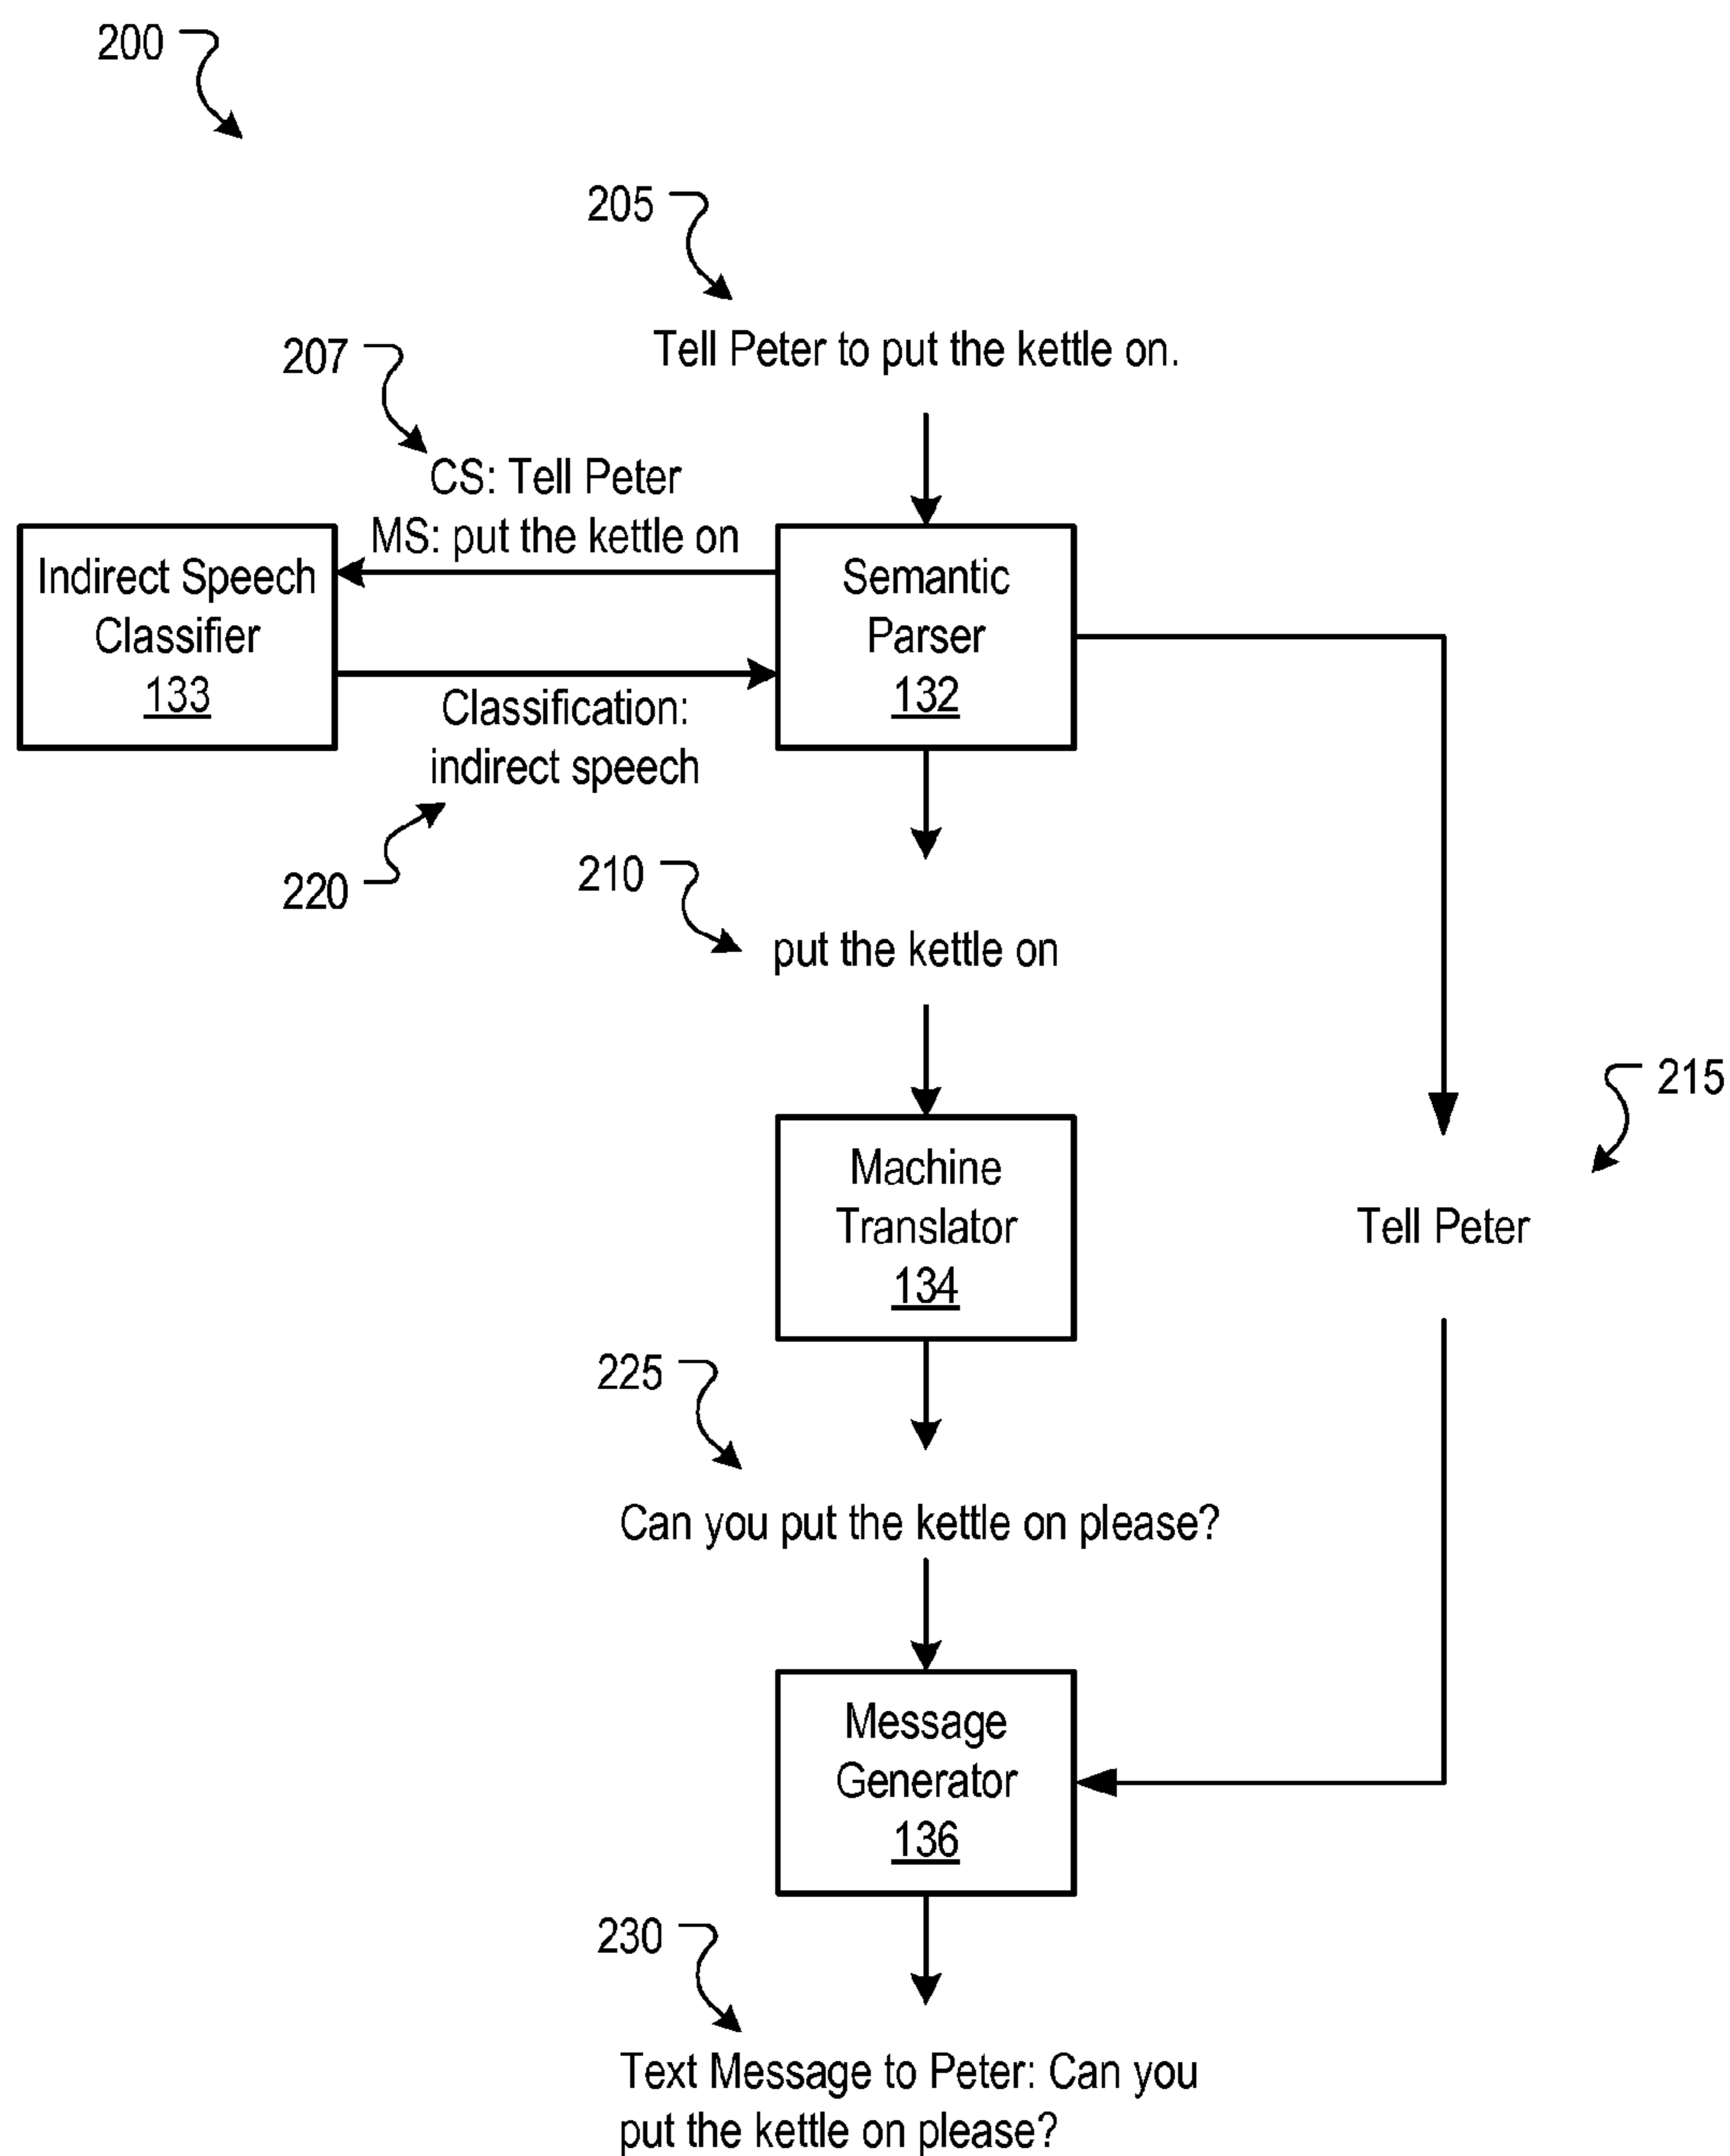 200
205
Tell Peter to put the kettle on.
207
CS: Tell Peter
MS: put the kettle on
Indirect Speech
Classifier
133
Semantic
Parser
132
Classification:
indirect speech
220
210
put the kettle on
215
Machine
Translator
134
Tell Peter
225
Can you put the kettle on please?
Message
Generator
136
230
Text Message to Peter: Can you
put the kettle on please?